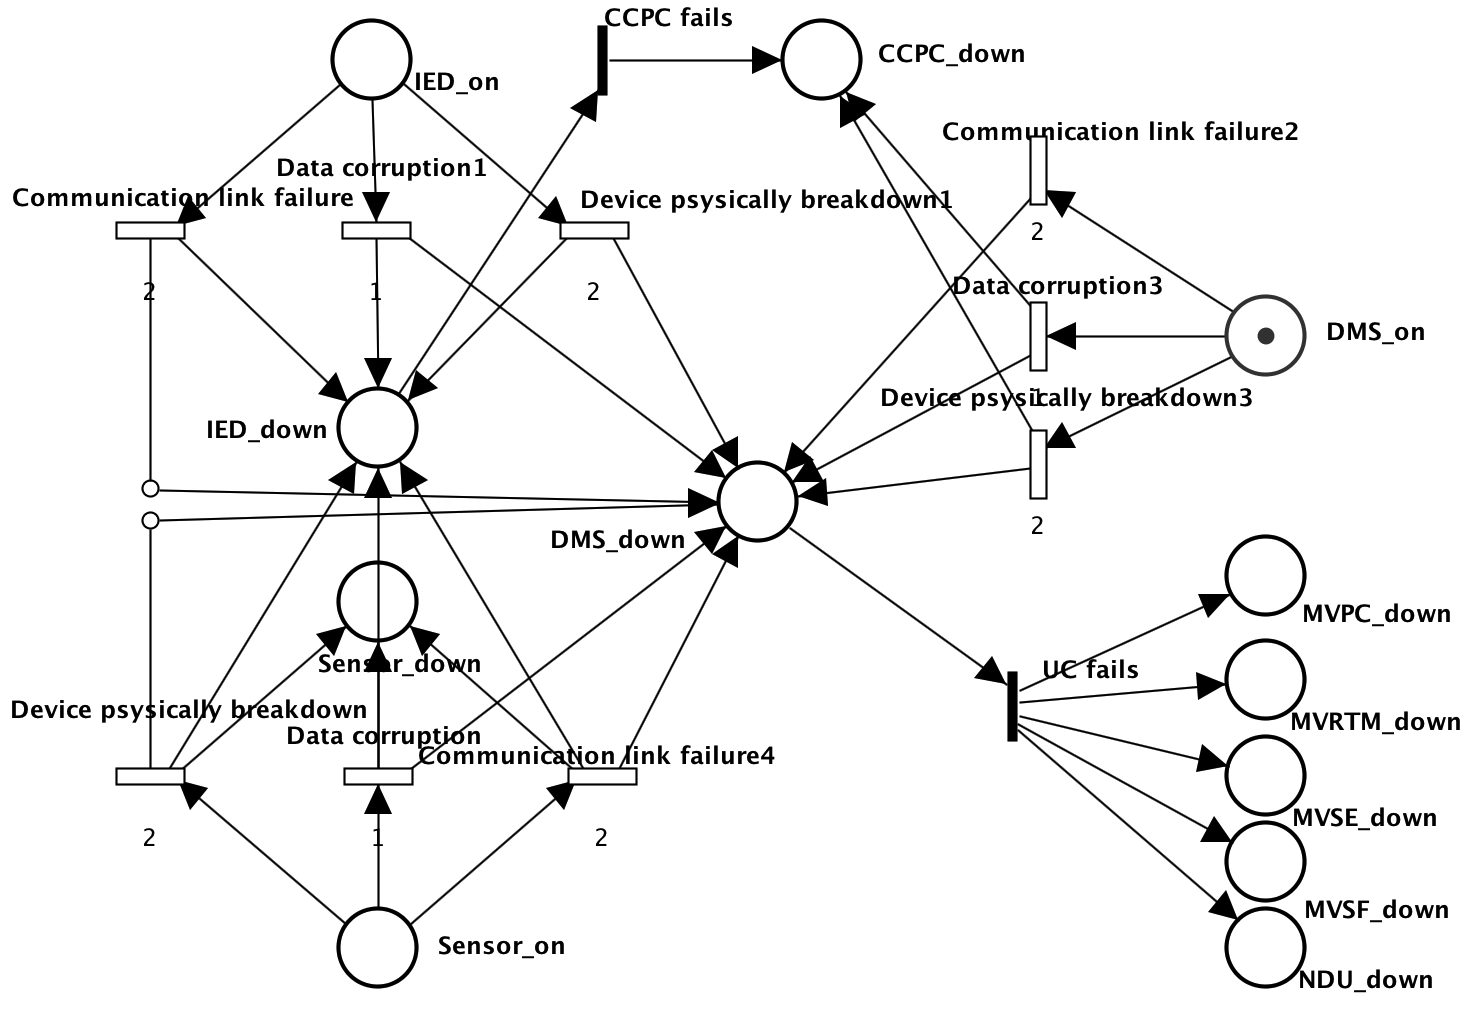 CCPC fails
IED_on
CCPC_down
Communication link failure2
Data corruption1
Communication link failure
Device psysically breakdown1
2
2
1
2
Data corruption3
DMS_on
Device psysically breakdown3
1
IED_down
2
DMS_down
MVPC_down
Sensor_down
UC fails
Device psysically breakdown
MVRTM_down
Data corruption
Communication link failure4
MVSE_down
2
1
2
MVSF_down
Sensor_on
NDU_down